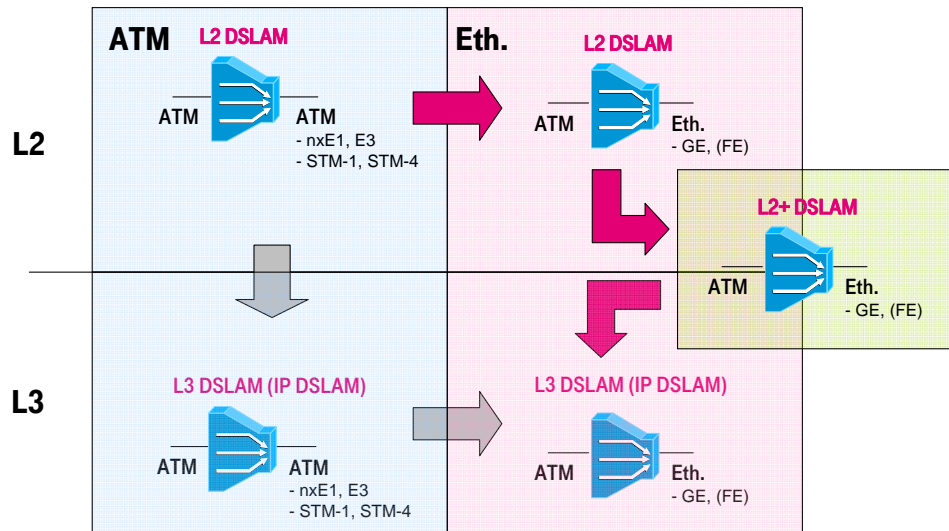 ATM
L2 DSLAM
ATM
ATM
- nxE1, E3
- STM-1, STM-4
Eth.
L2 DSLAM
ATM
Eth.
- GE, (FE)
L2
L2+ DSLAM
ATM
Eth.
- GE, (FE)
L3
L3 DSLAM (IP DSLAM)
ATM
ATM
- nxE1, E3
- STM-1, STM-4
L3 DSLAM (IP DSLAM)
ATM
Eth.
- GE, (FE)